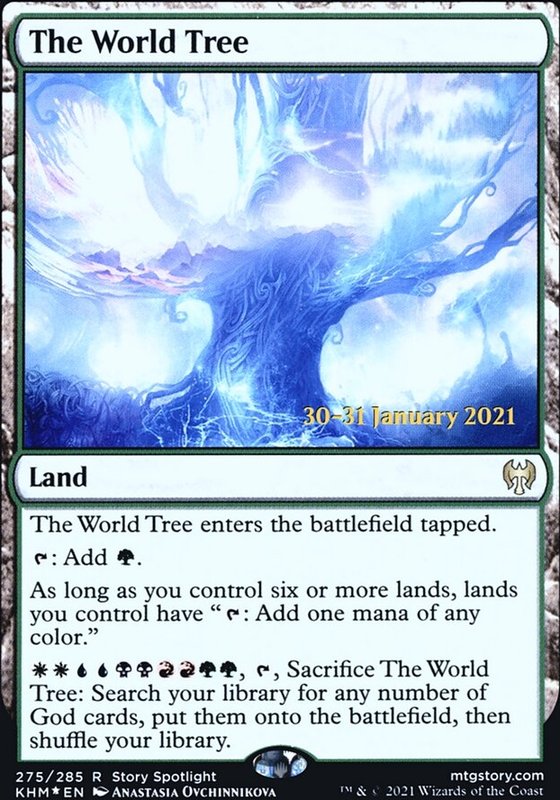 The World Tree
30-31 January 2021
Land
The World Tree enters the battlefield tapped.
: Add .
As long as you control six or more lands, lands
you control have “ : Add one mana of any
color.”
, , Sacrifice The World
Tree: Search your library for any number of
God cards, put them onto the battlefield, then
shuffle your library.
275/285 R Story Spotlight
mtgstory.com
KHM★EN Anastasia Ovchinnikova
™ & © 2021 Wizards of the Coast